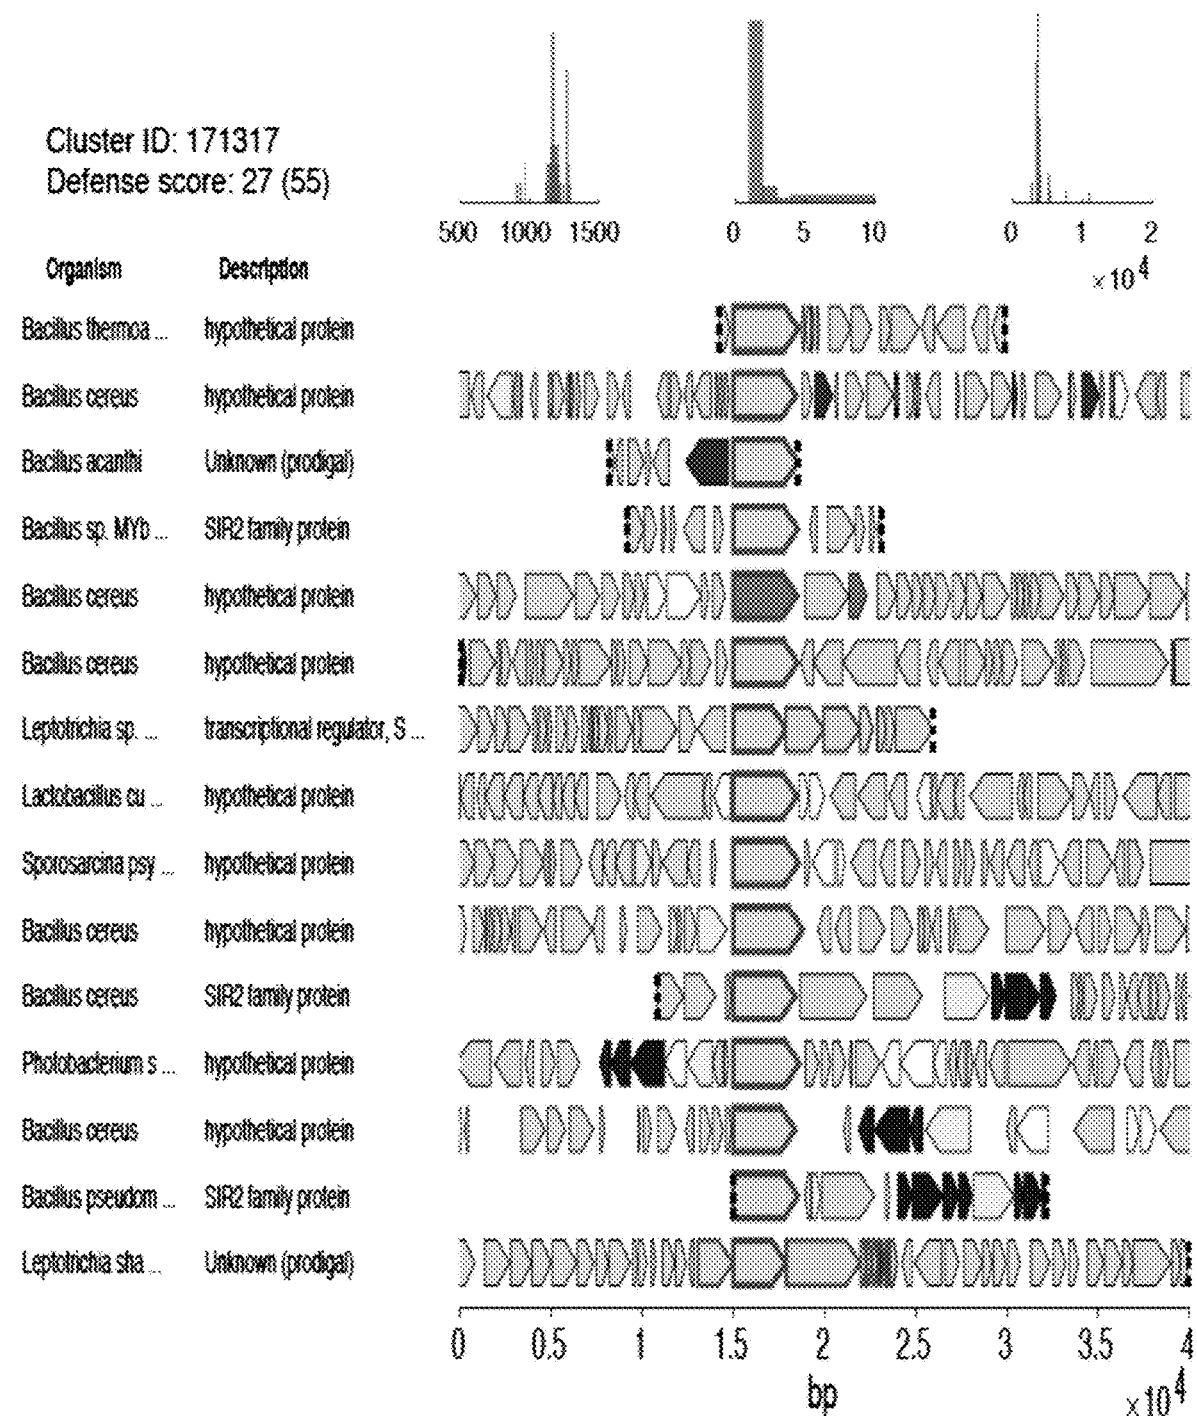 Cluster ID: 171317
Defense score: 27 (55)
500 1000 1500
0 5 10
0 1 2
×10 4
Organism Description
Bacillus thermoa ... hypothetical protein
Bacillus cereus hypothetical protein
Bacillus acanthi Unknown (prodigal)
Bacillus sp. MYb ... SIR2 family protein
Bacillus cereus hypothetical protein
Bacillus cereus hypothetical protein
Leptotrichia sp. ... transcriptional regulator, S ...
Lactobacillus cu ... hypothetical protein
Sporosarcina psy ... hypothetical protein
Bacillus cereus hypothetical protein
Bacillus cereus SIR2 family protein
Photobacterium s ... hypothetical protein
Bacillus cereus hypothetical protein
Bacillus pseudom ... SIR2 family protein
Leptotrichia sha ... Unknown (prodigal)
0 0.5 1 1.5 2 2.5 3 3.5 4
bp
×10 4